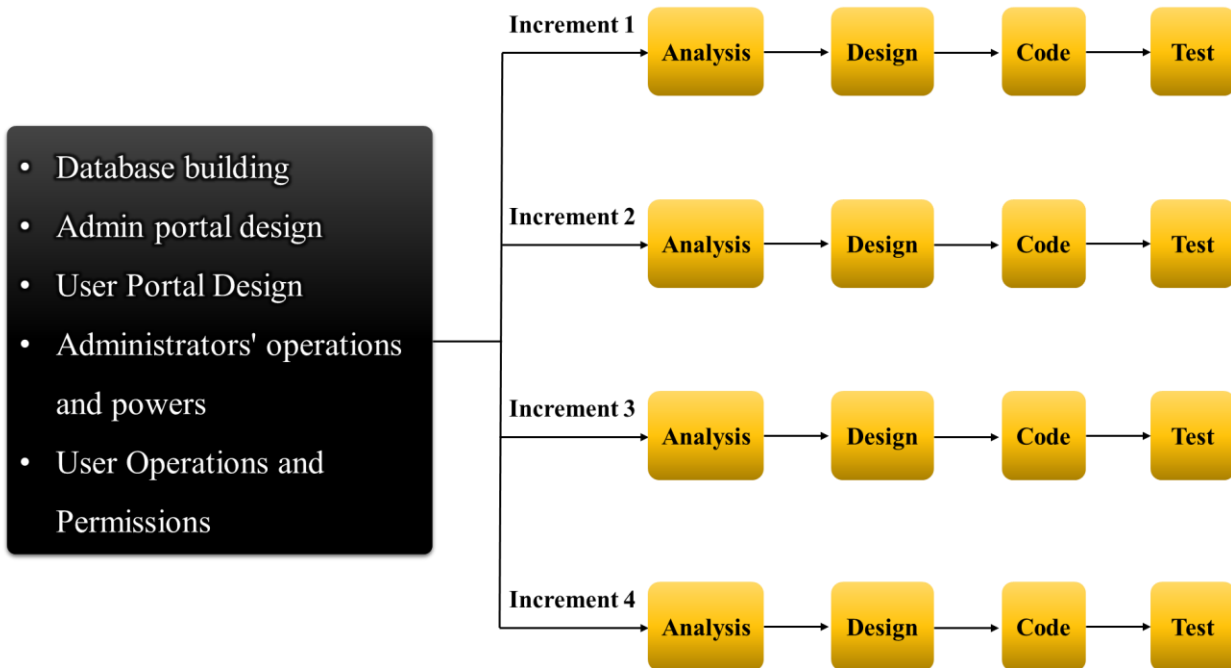 Increment 1
Analysis Design Code Test
• Database building
• Admin portal design
• User Portal Design
• Administrators' operations
and powers
• User Operations and
Permissions
Increment 2
Analysis Design Code Test
Increment 3
Analysis Design Code Test
Increment 4
Analysis Design Code Test